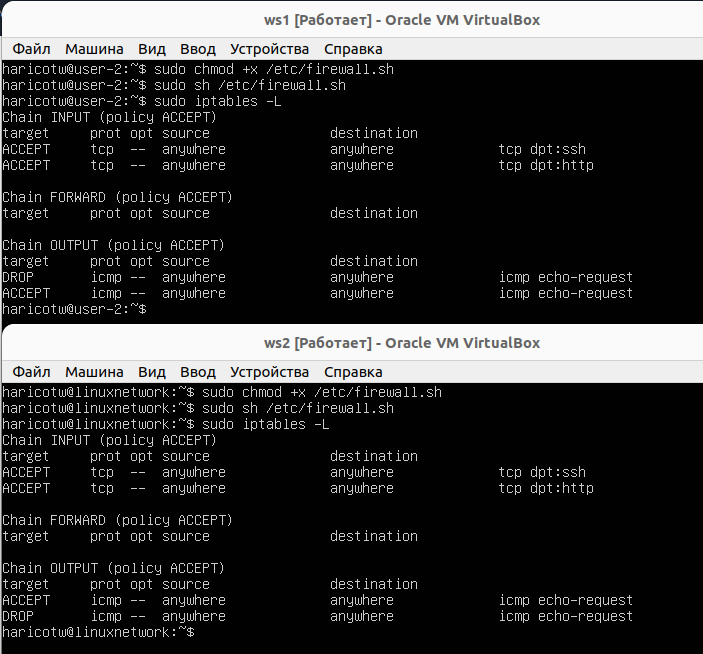 ws1 [Работает] - Oracle VM VirtualBox
Файл Машина Вид Ввод Устройства Справка
haricotw@user-2:~$ sudo chmod +x /etc/firewall.sh
haricotw@user-2:~$ sudo sh /etc/firewall.sh
haricotw@user-2:~$ sudo iptables -L
Chain INPUT (policy ACCEPT)
target     prot opt source               destination
ACCEPT     tcp  --  anywhere             anywhere             tcp dpt:ssh
ACCEPT     tcp  --  anywhere             anywhere             tcp dpt:http
Chain FORWARD (policy ACCEPT)
target     prot opt source               destination
Chain OUTPUT (policy ACCEPT)
target     prot opt source               destination
DROP       icmp --  anywhere             anywhere             icmp echo-request
ACCEPT     icmp --  anywhere             anywhere             icmp echo-request
haricotw@user-2:~$
ws2 [Работает] - Oracle VM VirtualBox
Файл Машина Вид Ввод Устройства Справка
haricotw@linuxnetwork:~$ sudo chmod +x /etc/firewall.sh
haricotw@linuxnetwork:~$ sudo sh /etc/firewall.sh
haricotw@linuxnetwork:~$ sudo iptables -L
Chain INPUT (policy ACCEPT)
target     prot opt source               destination
ACCEPT     tcp  --  anywhere             anywhere             tcp dpt:ssh
ACCEPT     tcp  --  anywhere             anywhere             tcp dpt:http
Chain FORWARD (policy ACCEPT)
target     prot opt source               destination
Chain OUTPUT (policy ACCEPT)
target     prot opt source               destination
ACCEPT     icmp --  anywhere             anywhere             icmp echo-request
DROP       icmp --  anywhere             anywhere             icmp echo-request
haricotw@linuxnetwork:~$